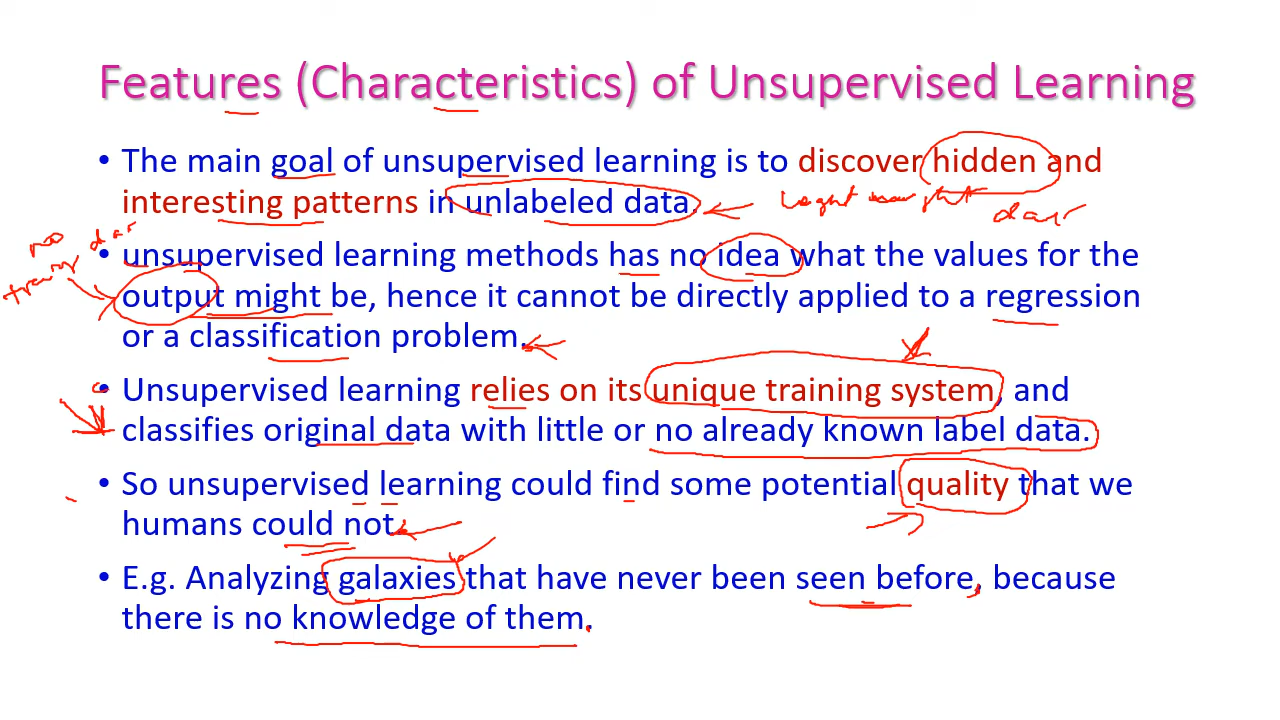 Features (Characteristics) of Unsupervised Learning
• The main goal of unsupervised learning is to discover hidden and
interesting patterns in unlabeled data.
no
• unsupervised learning methods has no idea what the values for the
output might be, hence it cannot be directly applied to a regression
or a classification problem.
• Unsupervised learning relies on its unique training system, and
classifies original data with little or no already known label data.
• So unsupervised learning could find some potential quality that we
humans could not.
• E.g. Analyzing galaxies that have never been seen before, because
there is no knowledge of them.